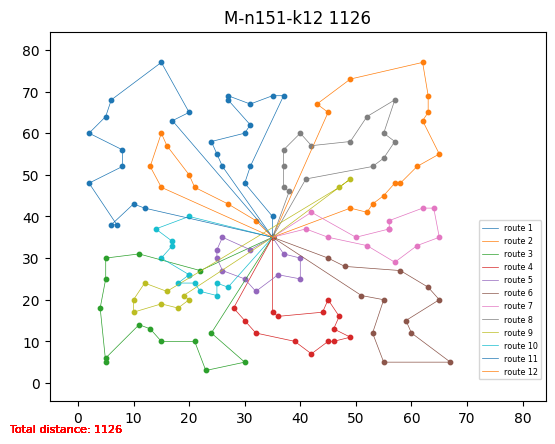 M-n151-k12 1126
80
70
60
50
40
30
20
10
0
0 10 20 30 40 50 60 70 80
route 1
route 2
route 3
route 4
route 5
route 6
route 7
route 8
route 9
route 10
route 11
route 12
Total distance: 1126